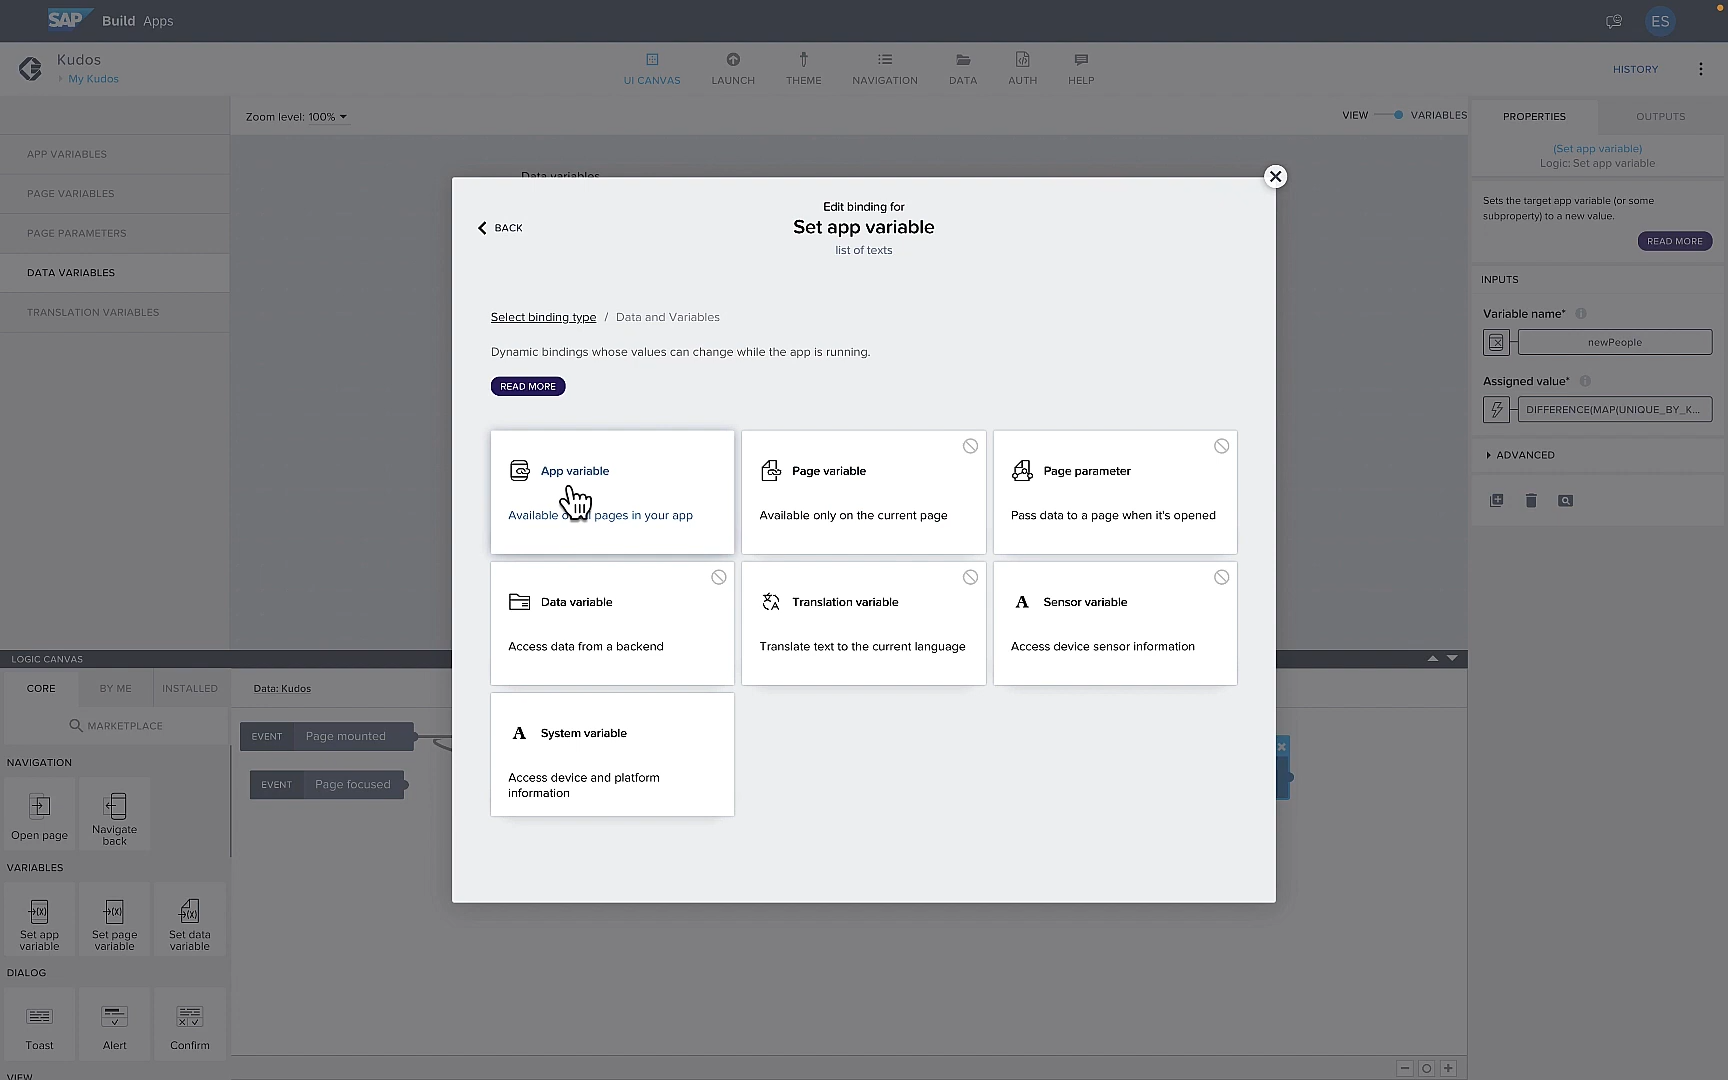 SAP Build Apps
ES
Kudos
My Kudos
UI CANVAS
LAUNCH
THEME
NAVIGATION
DATA
AUTH
HELP
HISTORY
Zoom level: 100%
VIEW
VARIABLES
PROPERTIES
OUTPUTS
APP VARIABLES
PAGE VARIABLES
PAGE PARAMETERS
DATA VARIABLES
TRANSLATION VARIABLES
Data variables
BACK
Edit binding for
Set app variable
list of texts
Select binding type / Data and Variables
Dynamic bindings whose values can change while the app is running.
READ MORE
App variable
Available pages in your app
Page variable
Available only on the current page
Page parameter
Pass data to a page when it's opened
Data variable
Access data from a backend
Translation variable
Translate text to the current language
A Sensor variable
Access device sensor information
A System variable
Access device and platform
information
(Set app variable)
Logic: Set app variable
Sets the target app variable (or some
subproperty) to a new value.
READ MORE
INPUTS
Variable name*
newPeople
Assigned value*
DIFFERENCE(MAP(UNIQUE_BY_K...
ADVANCED
LOGIC CANVAS
CORE
BY ME
INSTALLED
Data: Kudos
MARKETPLACE
EVENT Page mounted
EVENT Page focused
NAVIGATION
Open page
Navigate
back
VARIABLES
Set app
variable
Set page
variable
Set data
variable
DIALOG
Toast
Alert
Confirm
VIEW